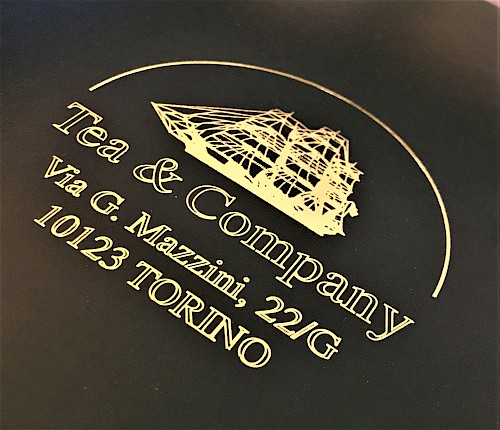 Tea & Company
Via G. Mazzini, 22/G
10123 TORINO